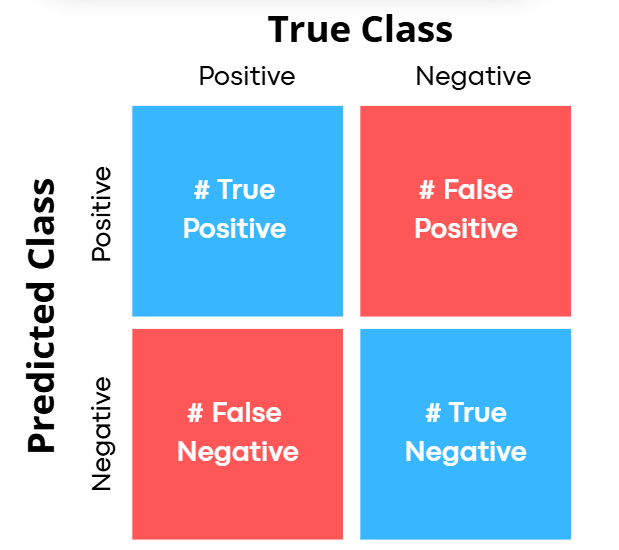 True Class
Positive
Negative
Predicted Class
Positive
# True
Positive
# False
Positive
Negative
# False
Negative
# True
Negative